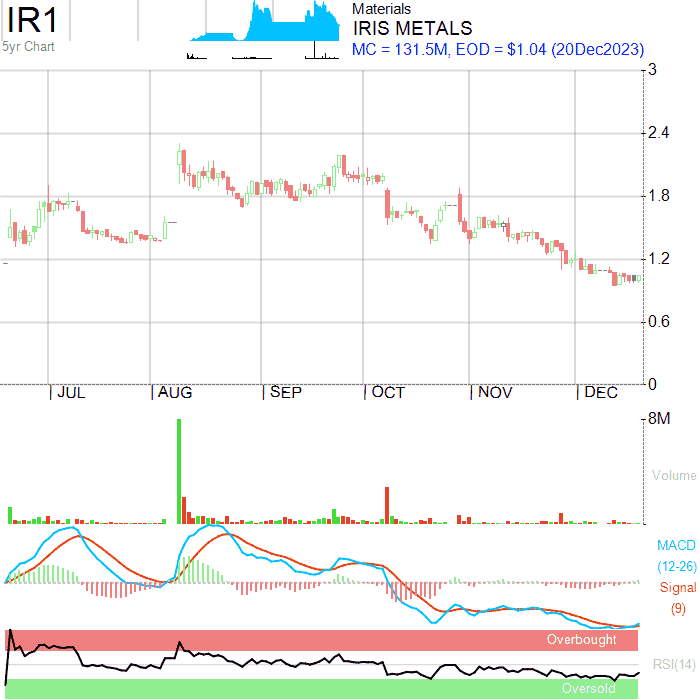 IR1
5yr Chart
Materials
IRIS METALS
MC = 131.5M, EOD = $1.04 (20Dec2023)
3
2.4
1.8
1.2
0.6
0
JUL AUG SEP OCT NOV DEC
8M
Volume
MACD
(12-26)
Signal
(9)
Overbought
RSI(14)
Oversold